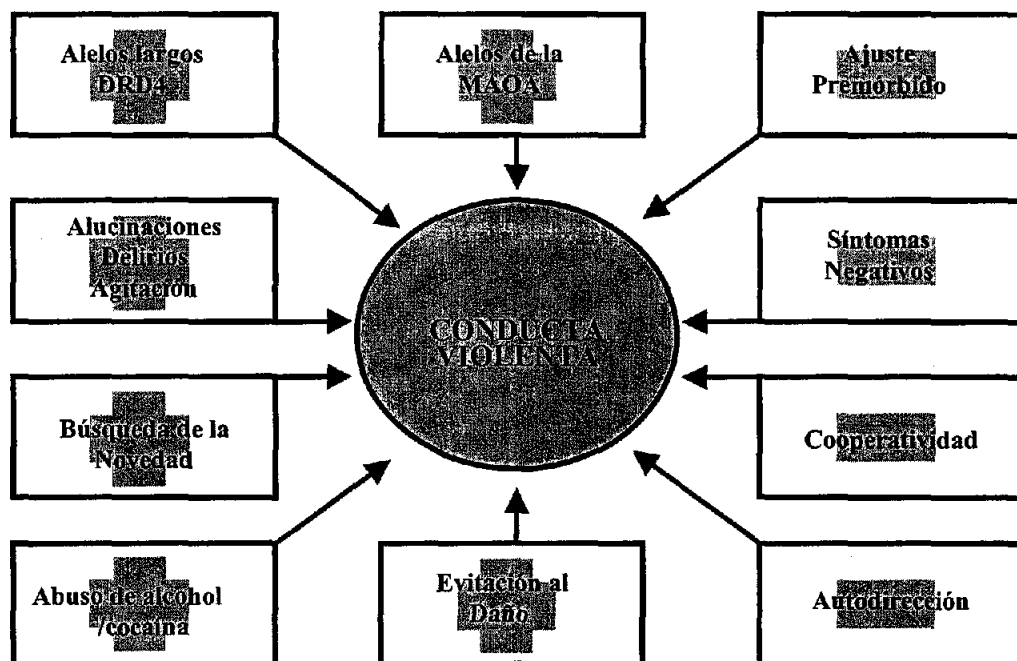 Alelos largos
DRD4
Alelos de la
MAOA
Ajuste
Premorbido
Alucinaciones
Delirios
Agitación
Síntomas
Negativos
CONDUCTA
VIOLENTA
Búsqueda de la
Novedad
Cooperatividad
Abuso de alcohol
/cocaína
Evitación al
Daño
Autodirección